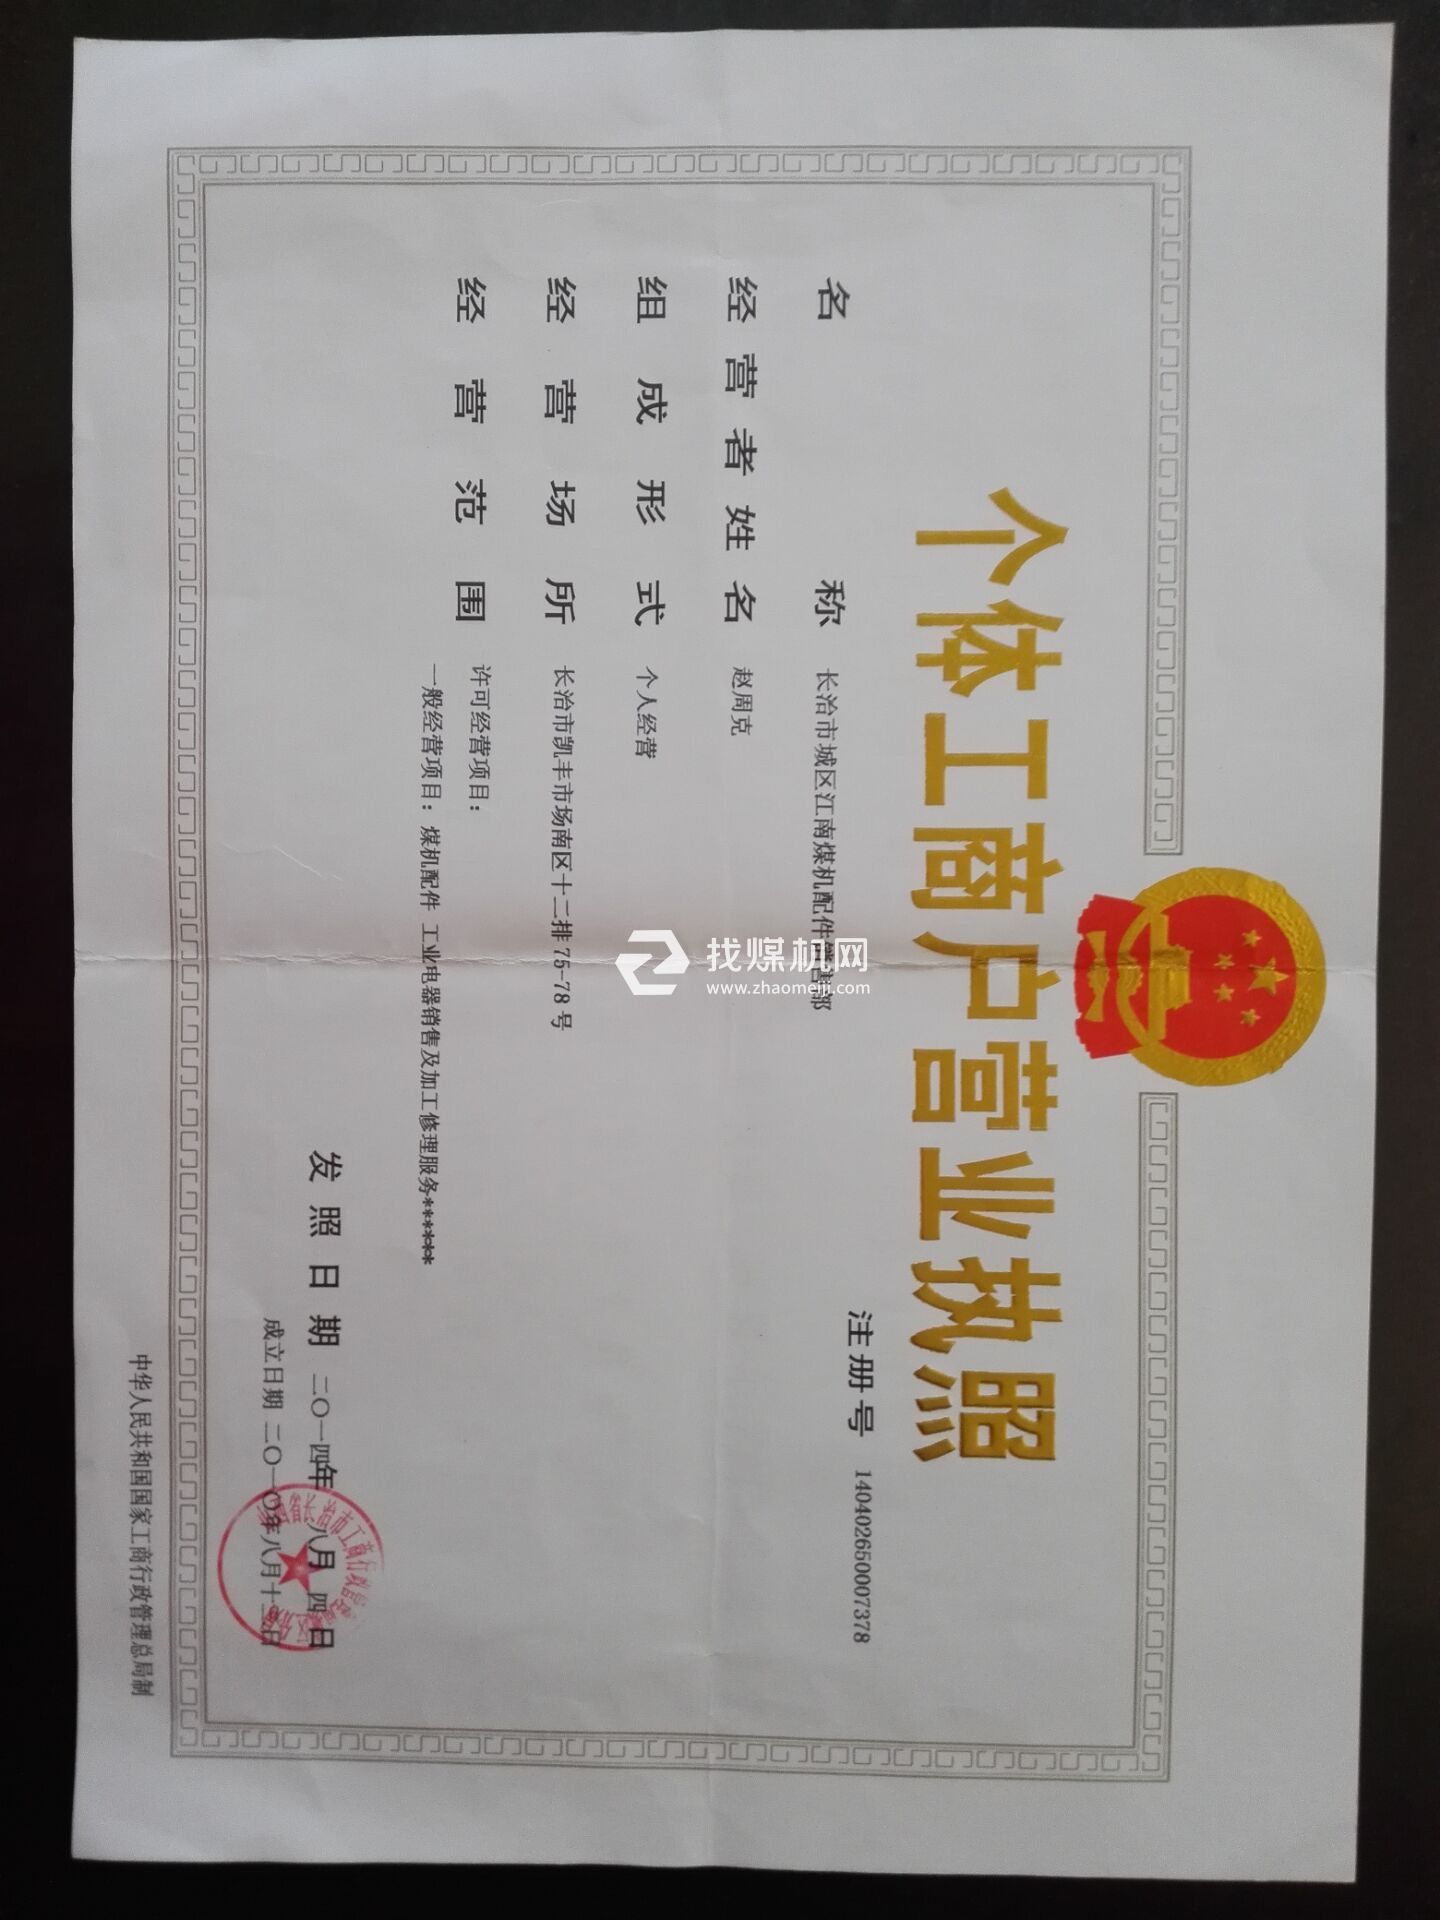 个体工商户营业执照
注册号 140402650007378
名称 长治市城区江南煤机配件销售部
经营者姓名 赵周克
组成形式 个人经营
经营场所 长治市凯丰市场南区十二排75-78号
经营范围 许可经营项目：
一般经营项目：煤机配件 工业电器销售及加工修理服务******
找煤机网
www.zhaomeiji.com
发照日期 二〇一四年 八月 四日
成立日期 二〇一〇年八月十二日
中华人民共和国国家工商行政管理总局制